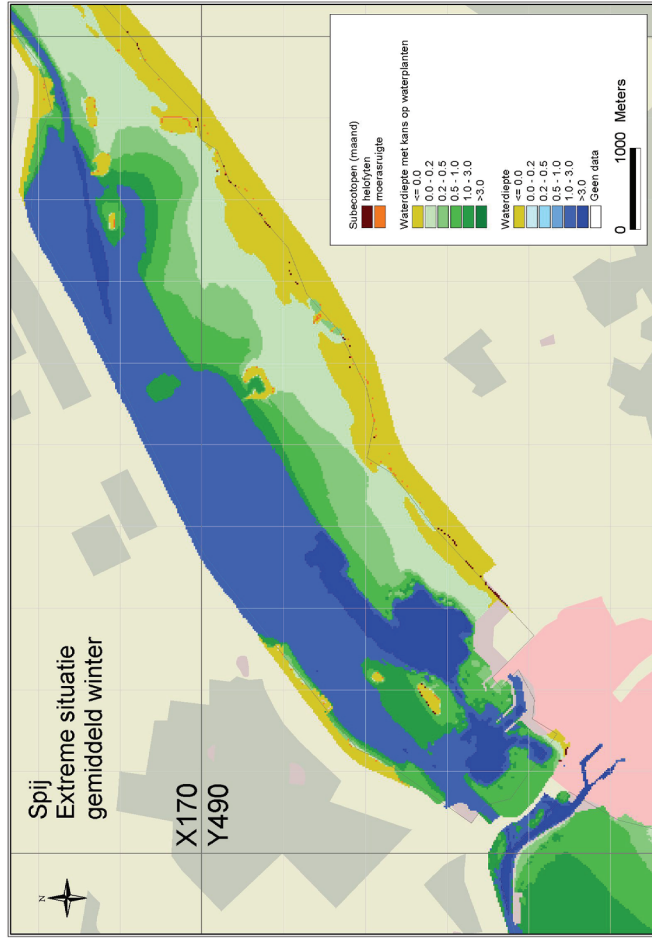 Spij
Extreme situatie
gemiddeld winter
X170
Y490
N
Subecotopen (maand)
helofyten
moerasruigte
Waterdiepte met kans op waterplanten
<= 0.0
0.0 - 0.2
0.2 - 0.5
0.5 - 1.0
1.0 - 3.0
>3.0
Waterdiepte
<= 0.0
0.0 - 0.2
0.2 - 0.5
0.5 - 1.0
1.0 - 3.0
>3.0
Geen data
0 1000 Meters